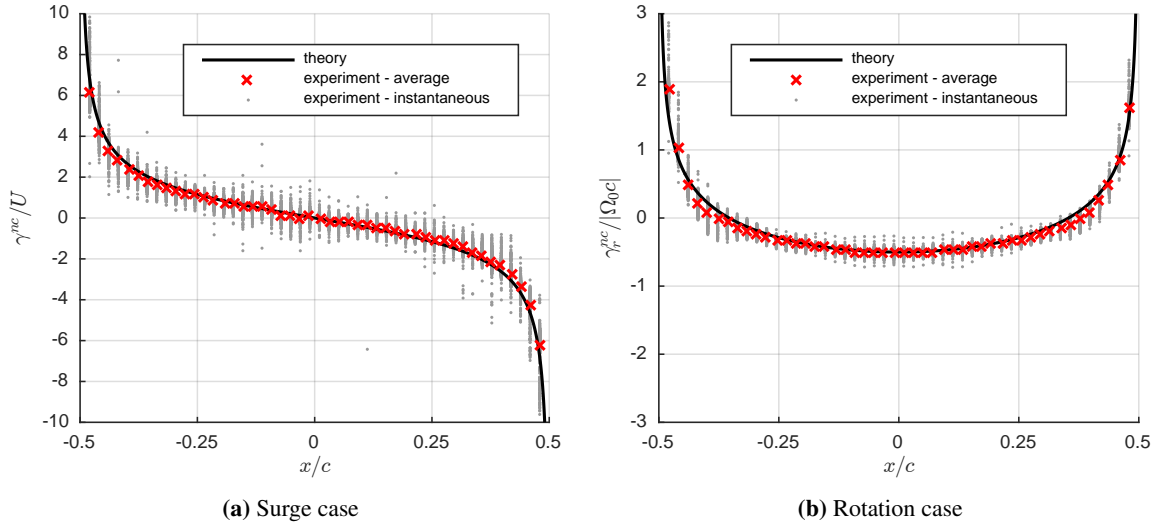 10
8
6
4
2
0
-2
-4
-6
-8
-10
γ^{nc}/U
theory
experiment - average
experiment - instantaneous
-0.5
-0.25
0
0.25
0.5
x/c
(a) Surge case
3
2
1
0
-1
-2
-3
γ_r^{nc}/|Ω_0c|
theory
experiment - average
experiment - instantaneous
-0.5
-0.25
0
0.25
0.5
x/c
(b) Rotation case